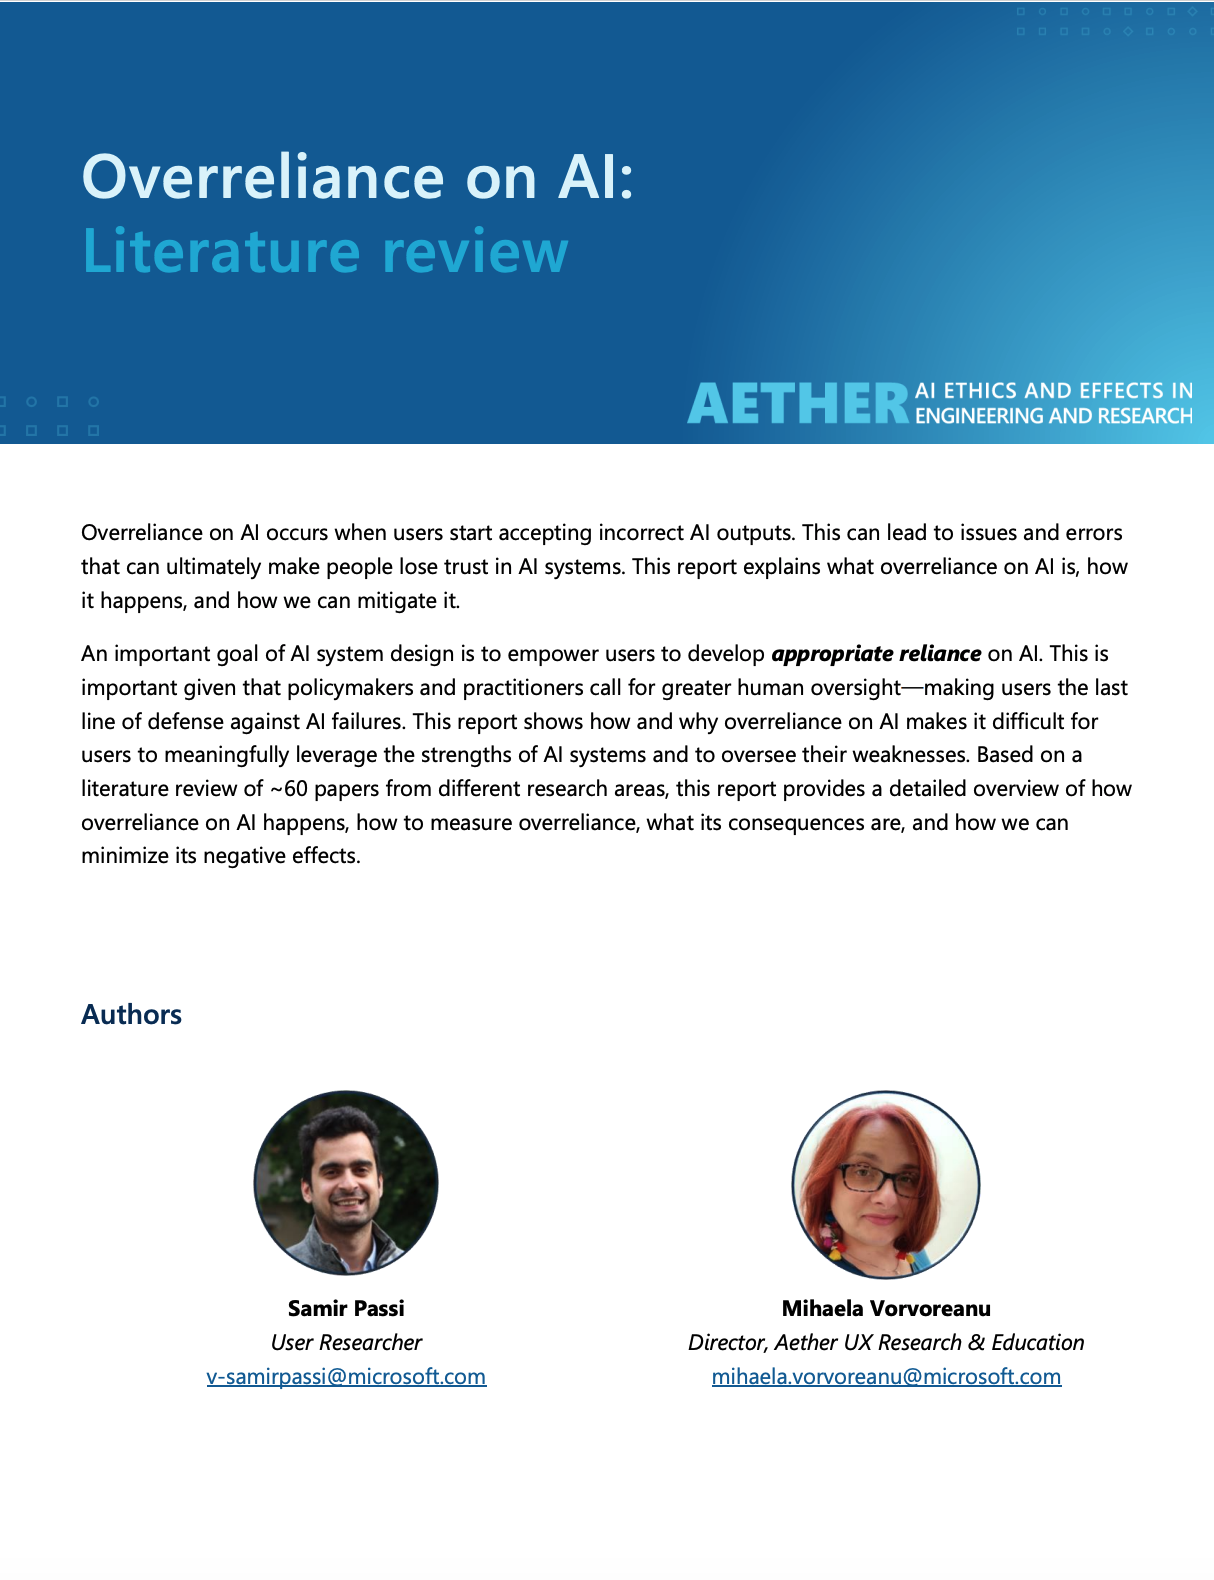 Overreliance on AI:
Literature review
AETHER AI ETHICS AND EFFECTS IN
ENGINEERING AND RESEARCH
Overreliance on AI occurs when users start accepting incorrect AI outputs. This can lead to issues and errors
that can ultimately make people lose trust in AI systems. This report explains what overreliance on AI is, how
it happens, and how we can mitigate it.
An important goal of AI system design is to empower users to develop appropriate reliance on AI. This is
important given that policymakers and practitioners call for greater human oversight—making users the last
line of defense against AI failures. This report shows how and why overreliance on AI makes it difficult for
users to meaningfully leverage the strengths of AI systems and to oversee their weaknesses. Based on a
literature review of ~60 papers from different research areas, this report provides a detailed overview of how
overreliance on AI happens, how to measure overreliance, what its consequences are, and how we can
minimize its negative effects.
Authors
Samir Passi
User Researcher
v-samirpassi@microsoft.com
Mihaela Vorvoreanu
Director, Aether UX Research & Education
mihaela.vorvoreanu@microsoft.com